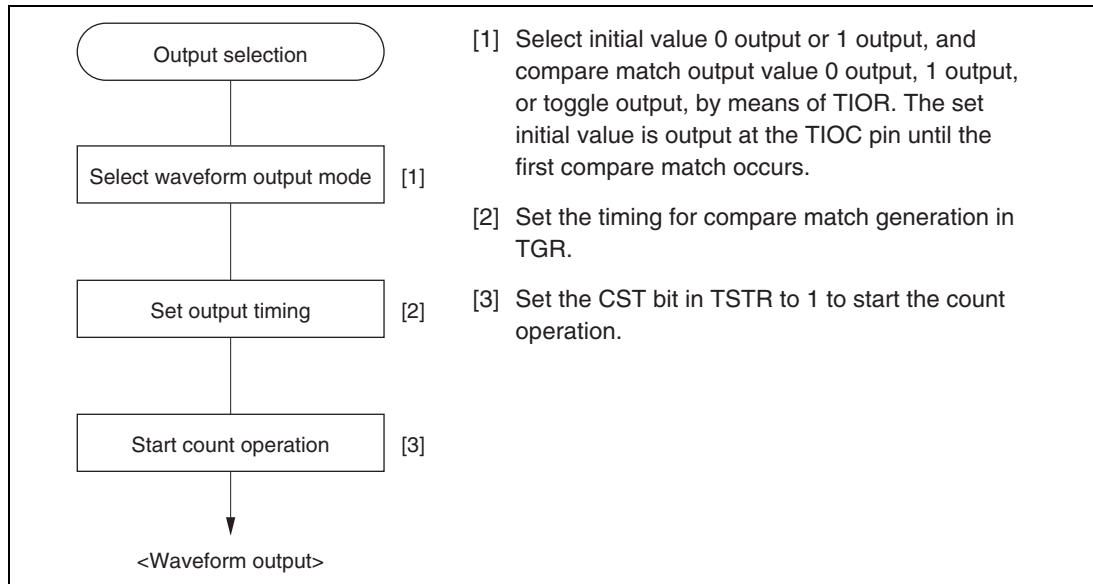 Output selection
Select waveform output mode [1]
Set output timing [2]
Start count operation [3]
<Waveform output>
[1] Select initial value 0 output or 1 output, and
compare match output value 0 output, 1 output,
or toggle output, by means of TIOR. The set
initial value is output at the TIOC pin until the
first compare match occurs.
[2] Set the timing for compare match generation in
TGR.
[3] Set the CST bit in TSTR to 1 to start the count
operation.